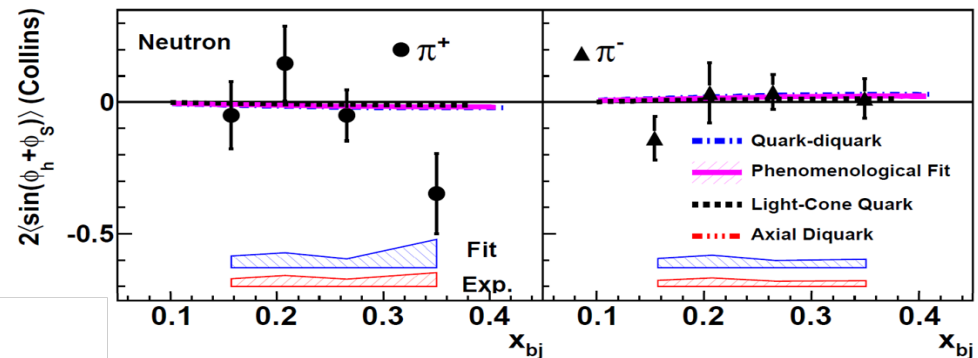 2⟨sin(ϕh+ϕS)⟩ (Collins)
Neutron
π+
π-
0
-0.5
Quark-diquark
Phenomenological Fit
Light-Cone Quark
Axial Diquark
Fit
Exp.
0.1 0.2 0.3 0.4
0.1 0.2 0.3 0.4
xbj
xbj